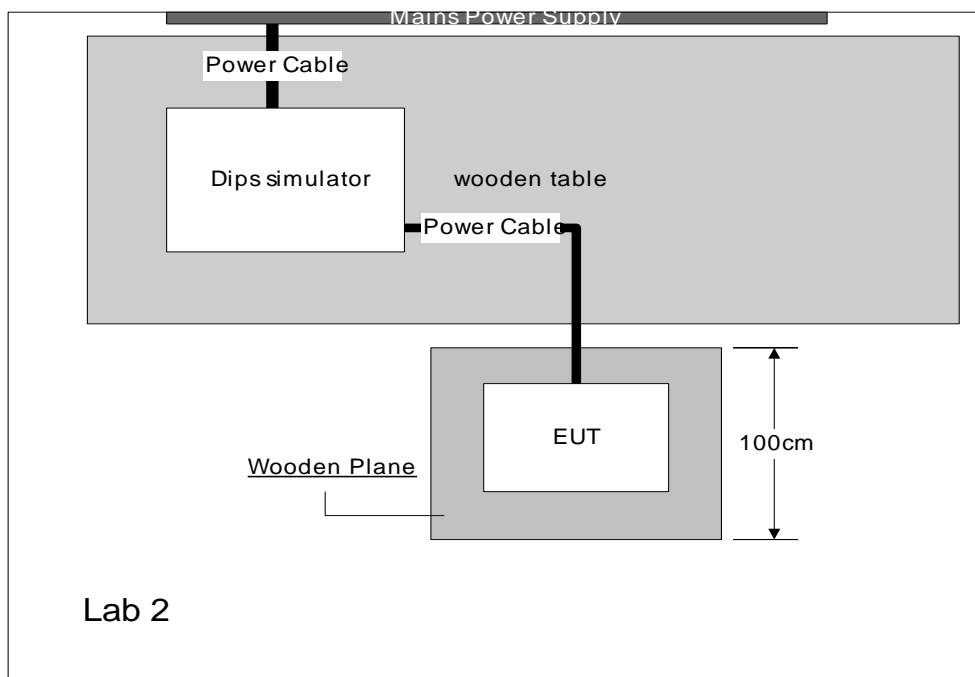 Mains Power Supply
Power Cable
Dips simulator
wooden table
Power Cable
EUT
100cm
Wooden Plane
Lab 2